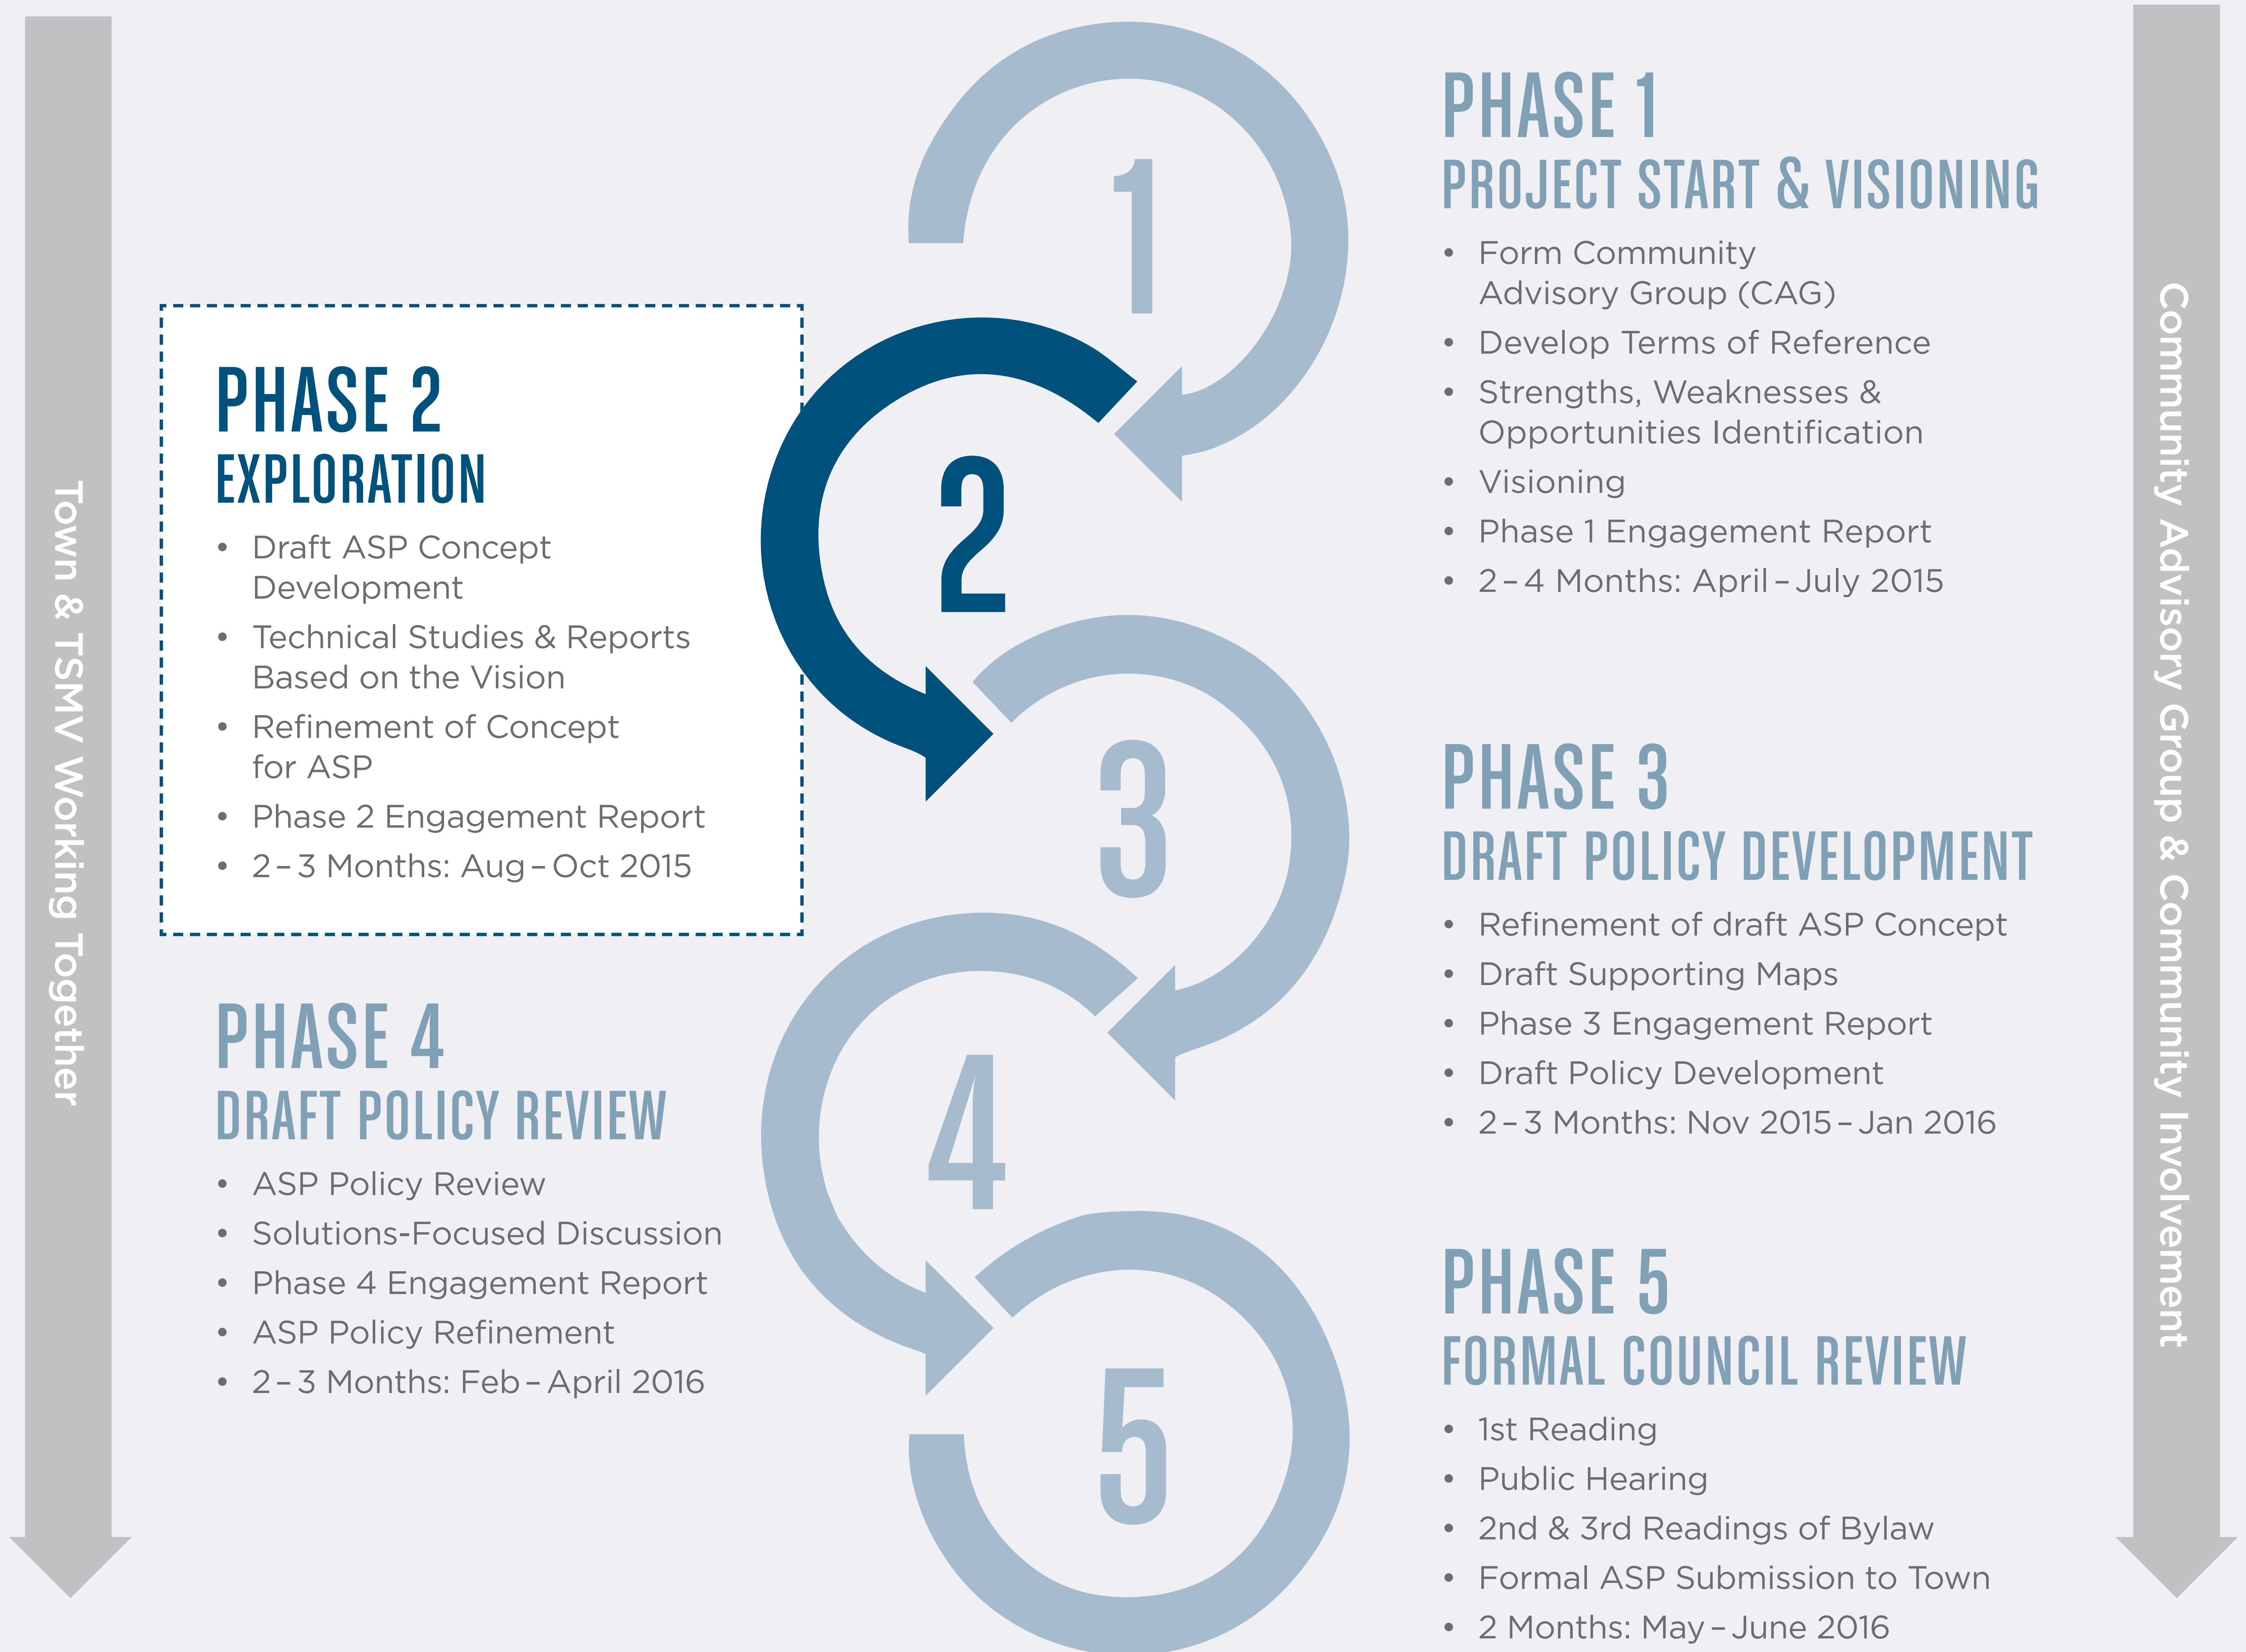 Town & TSMV Working Together
1
PHASE 1
PROJECT START & VISIONING
• Form Community
Advisory Group (CAG)
• Develop Terms of Reference
• Strengths, Weaknesses &
Opportunities Identification
• Visioning
• Phase 1 Engagement Report
• 2–4 Months: April–July 2015
PHASE 2
EXPLORATION
• Draft ASP Concept
Development
• Technical Studies & Reports
Based on the Vision
• Refinement of Concept
for ASP
• Phase 2 Engagement Report
• 2–3 Months: Aug–Oct 2015
2
3
PHASE 3
DRAFT POLICY DEVELOPMENT
• Refinement of draft ASP Concept
• Draft Supporting Maps
• Phase 3 Engagement Report
• Draft Policy Development
• 2–3 Months: Nov 2015–Jan 2016
PHASE 4
DRAFT POLICY REVIEW
• ASP Policy Review
• Solutions-Focused Discussion
• Phase 4 Engagement Report
• ASP Policy Refinement
• 2–3 Months: Feb–April 2016
4
5
PHASE 5
FORMAL COUNCIL REVIEW
• 1st Reading
• Public Hearing
• 2nd & 3rd Readings of Bylaw
• Formal ASP Submission to Town
• 2 Months: May–June 2016
Community Advisory Group & Community Involvement